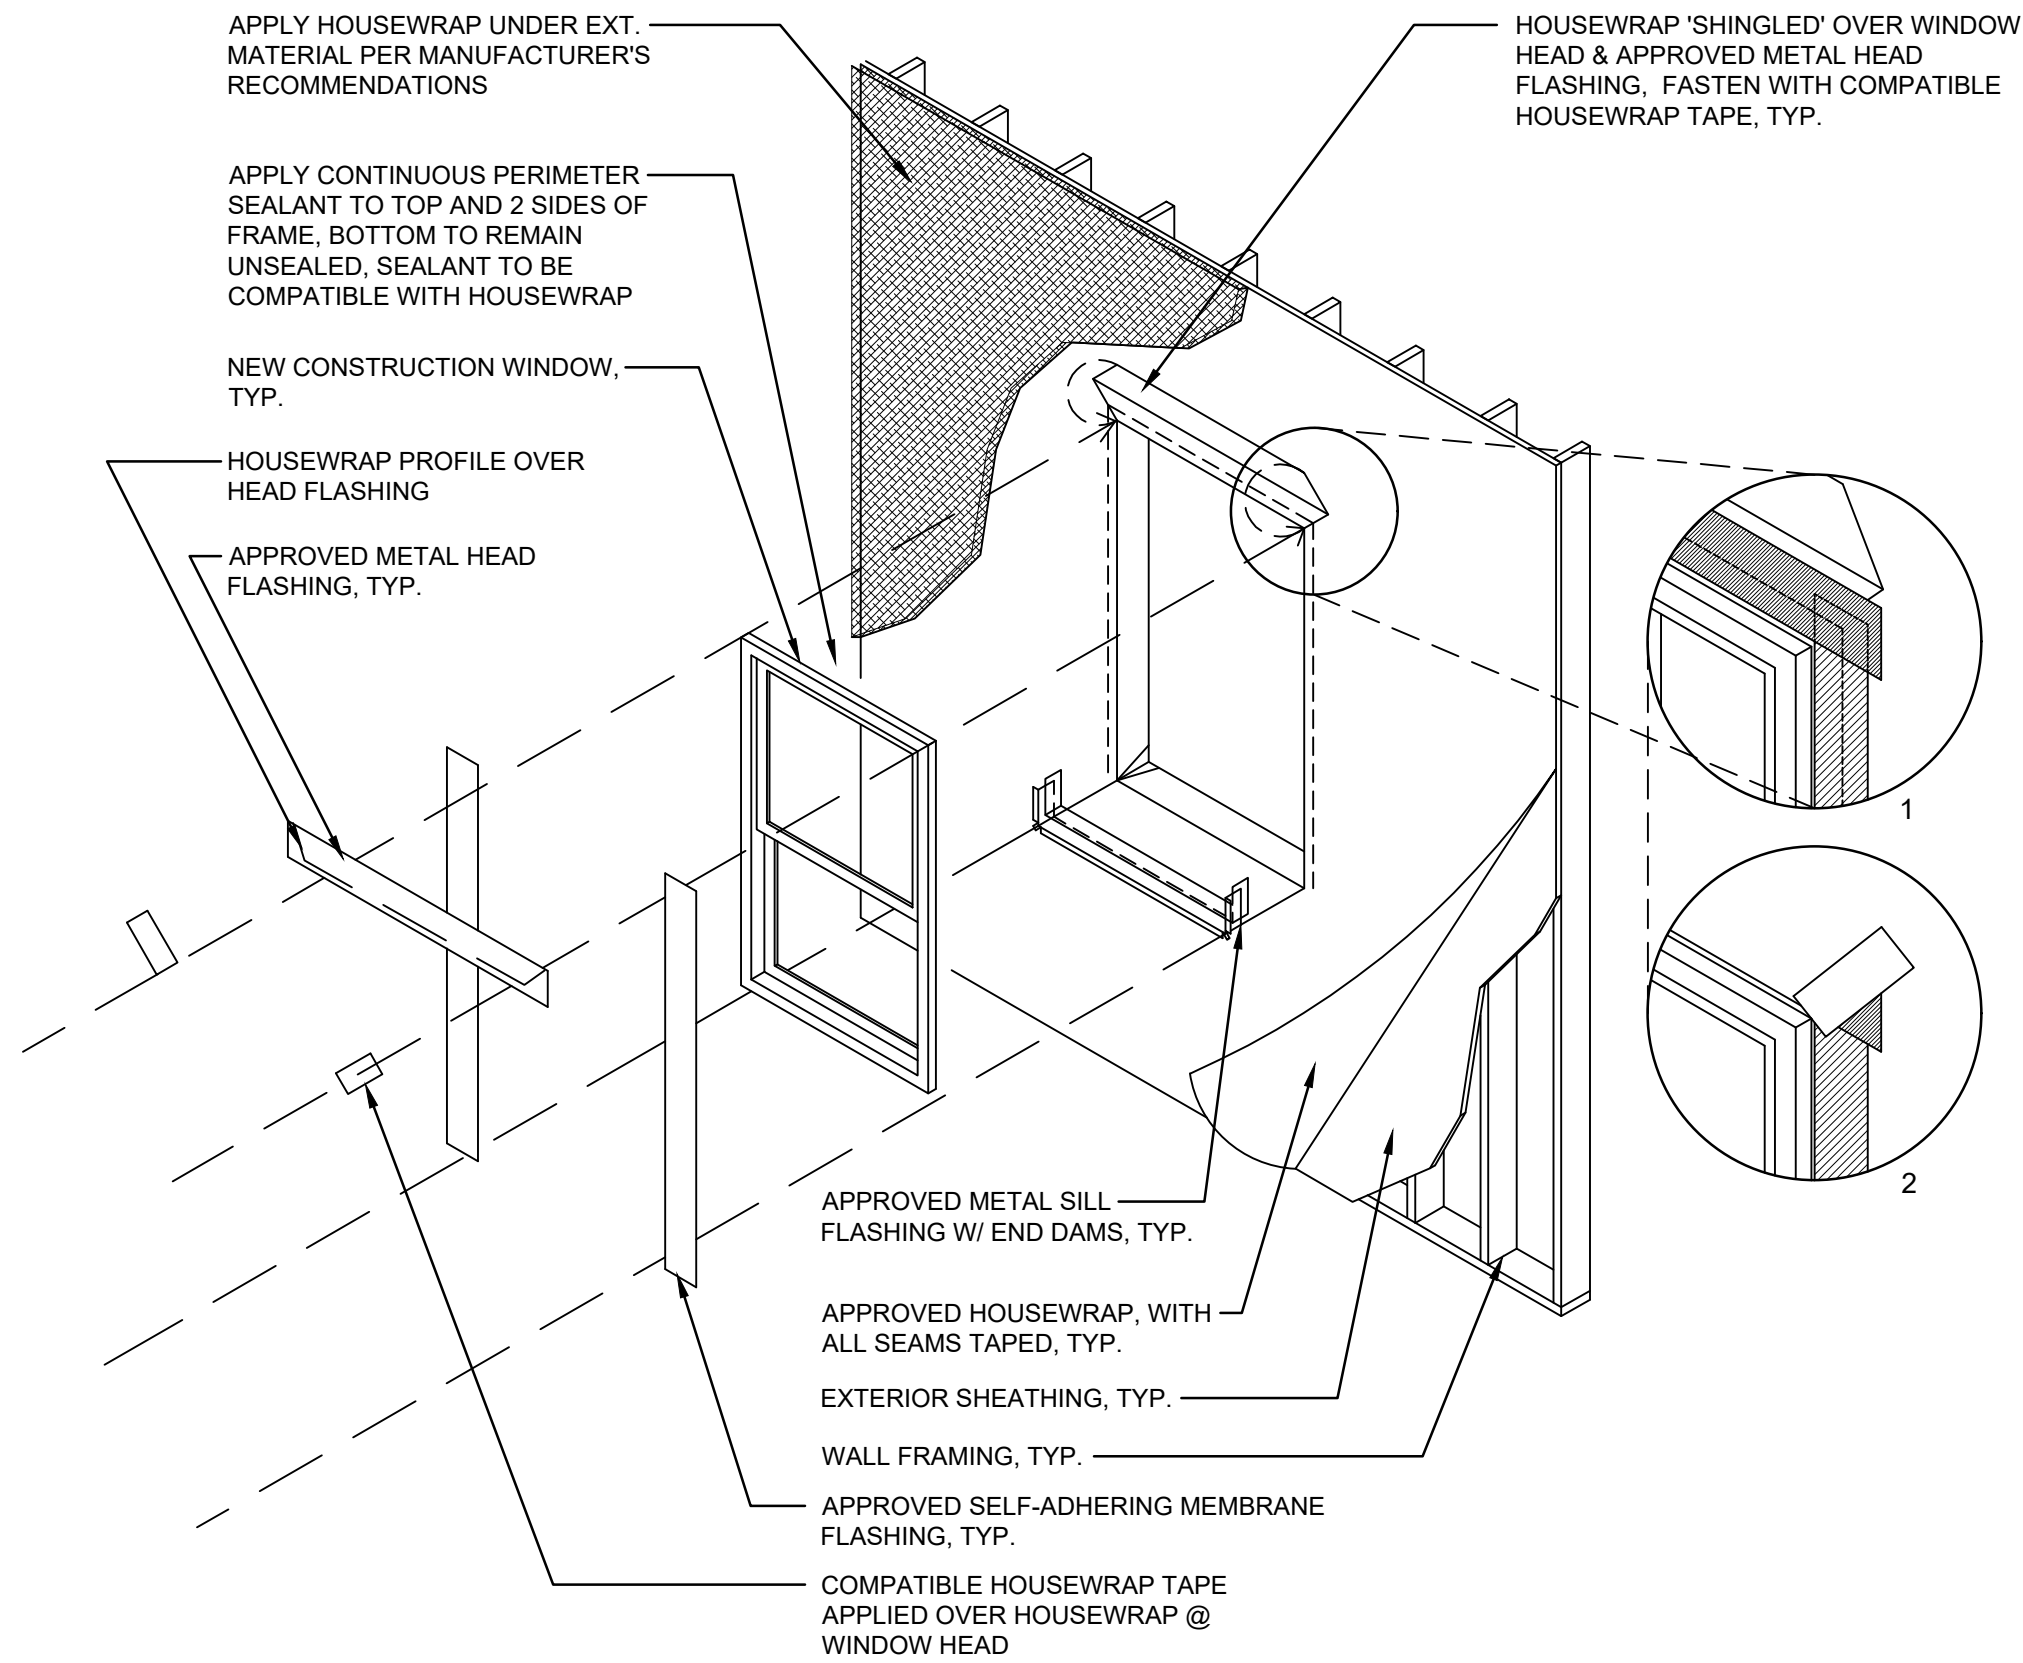 APPLY HOUSEWRAP UNDER EXT.
MATERIAL PER MANUFACTURER'S
RECOMMENDATIONS
HOUSEWRAP 'SHINGLED' OVER WINDOW
HEAD & APPROVED METAL HEAD
FLASHING, FASTEN WITH COMPATIBLE
HOUSEWRAP TAPE, TYP.
APPLY CONTINUOUS PERIMETER
SEALANT TO TOP AND 2 SIDES OF
FRAME, BOTTOM TO REMAIN
UNSEALED, SEALANT TO BE
COMPATIBLE WITH HOUSEWRAP
NEW CONSTRUCTION WINDOW,
TYP.
HOUSEWRAP PROFILE OVER
HEAD FLASHING
APPROVED METAL HEAD
FLASHING, TYP.
1
2
APPROVED METAL SILL
FLASHING W/ END DAMS, TYP.
APPROVED HOUSEWRAP, WITH
ALL SEAMS TAPED, TYP.
EXTERIOR SHEATHING, TYP.
WALL FRAMING, TYP.
APPROVED SELF-ADHERING MEMBRANE
FLASHING, TYP.
COMPATIBLE HOUSEWRAP TAPE
APPLIED OVER HOUSEWRAP @
WINDOW HEAD